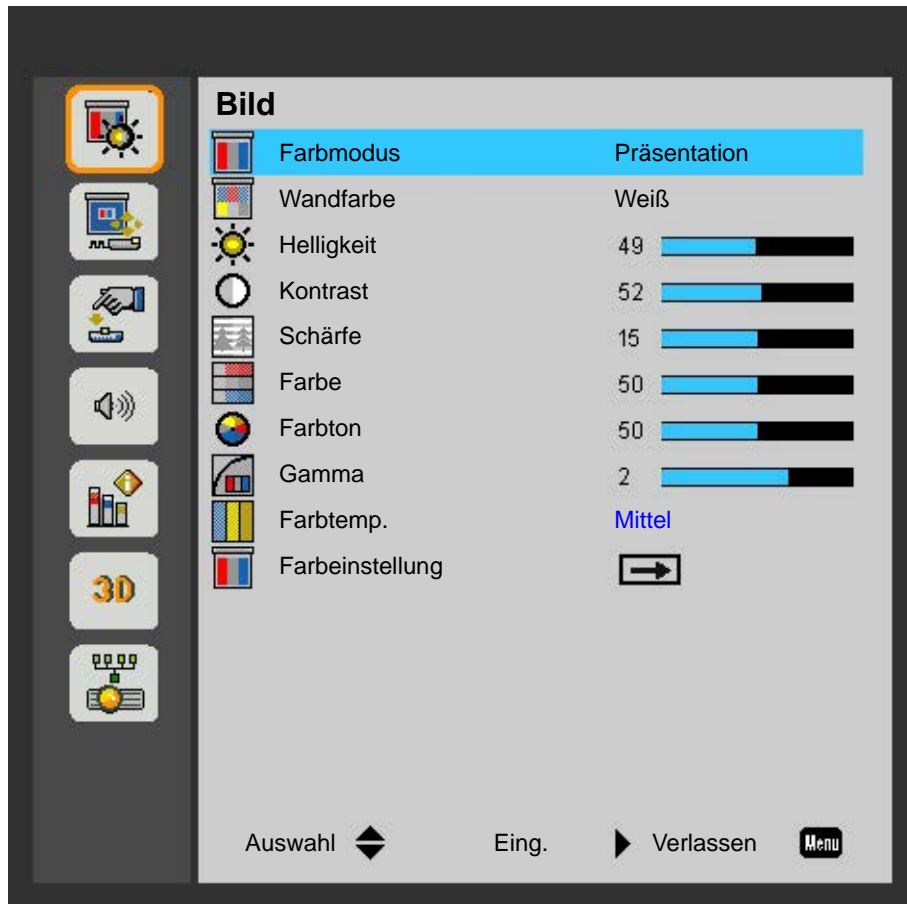 Bild
Farbmodus Präsentation
Wandfarbe Weiß
Helligkeit 49
Kontrast 52
Schärfe 15
Farbe 50
Farbton 50
Gamma 2
Farbtemp. Mittel
Farbeinstellung
3D
Auswahl Eing. Verlassen Menu